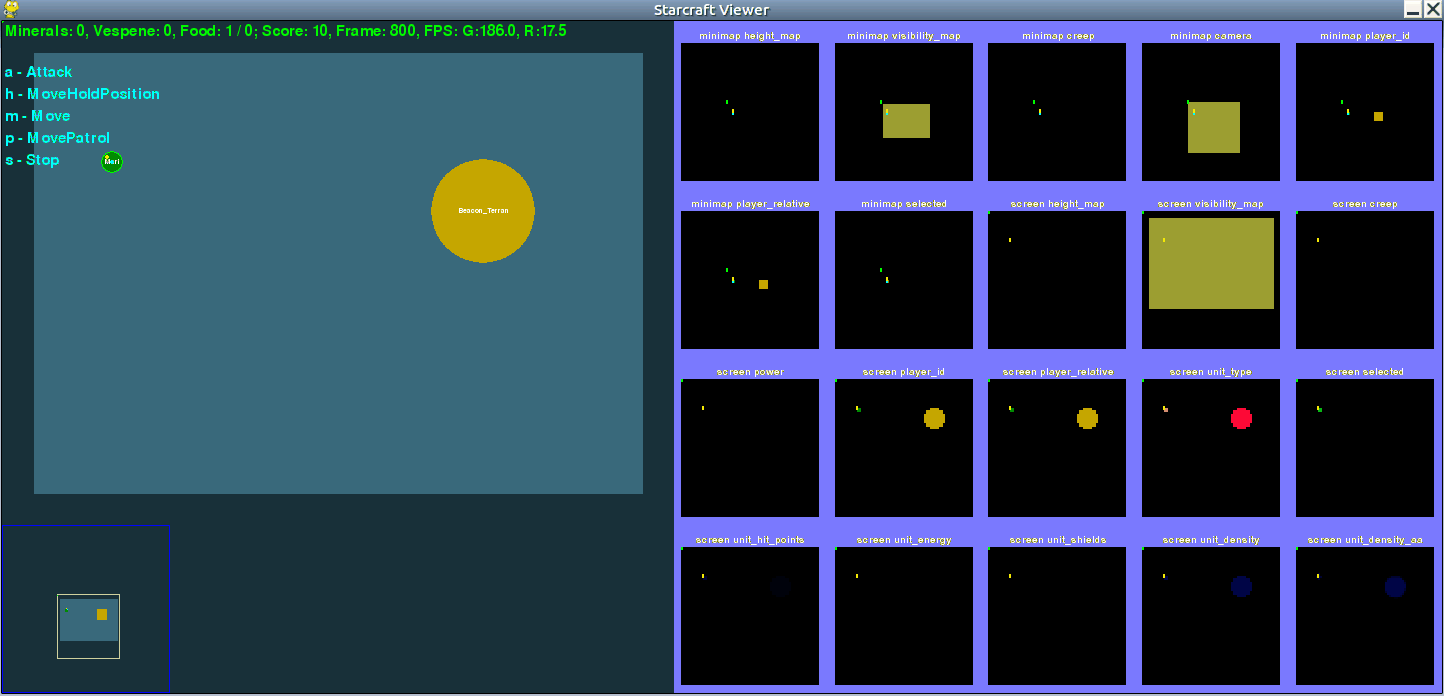 Starcraft Viewer
Minerals: 0, Vespene: 0, Food: 1 / 0; Score: 10, Frame: 800, FPS: G:186.0, R:17.5
a - Attack
h - MoveHoldPosition
m - Move
p - MovePatrol
s - Stop
Mari
Beacon_Terran
minimap height_map
minimap visibility_map
minimap creep
minimap camera
minimap player_id
minimap player_relative
minimap selected
screen height_map
screen visibility_map
screen creep
screen power
screen player_id
screen player_relative
screen unit_type
screen selected
screen unit_hit_points
screen unit_energy
screen unit_shields
screen unit_density
screen unit_density_aa